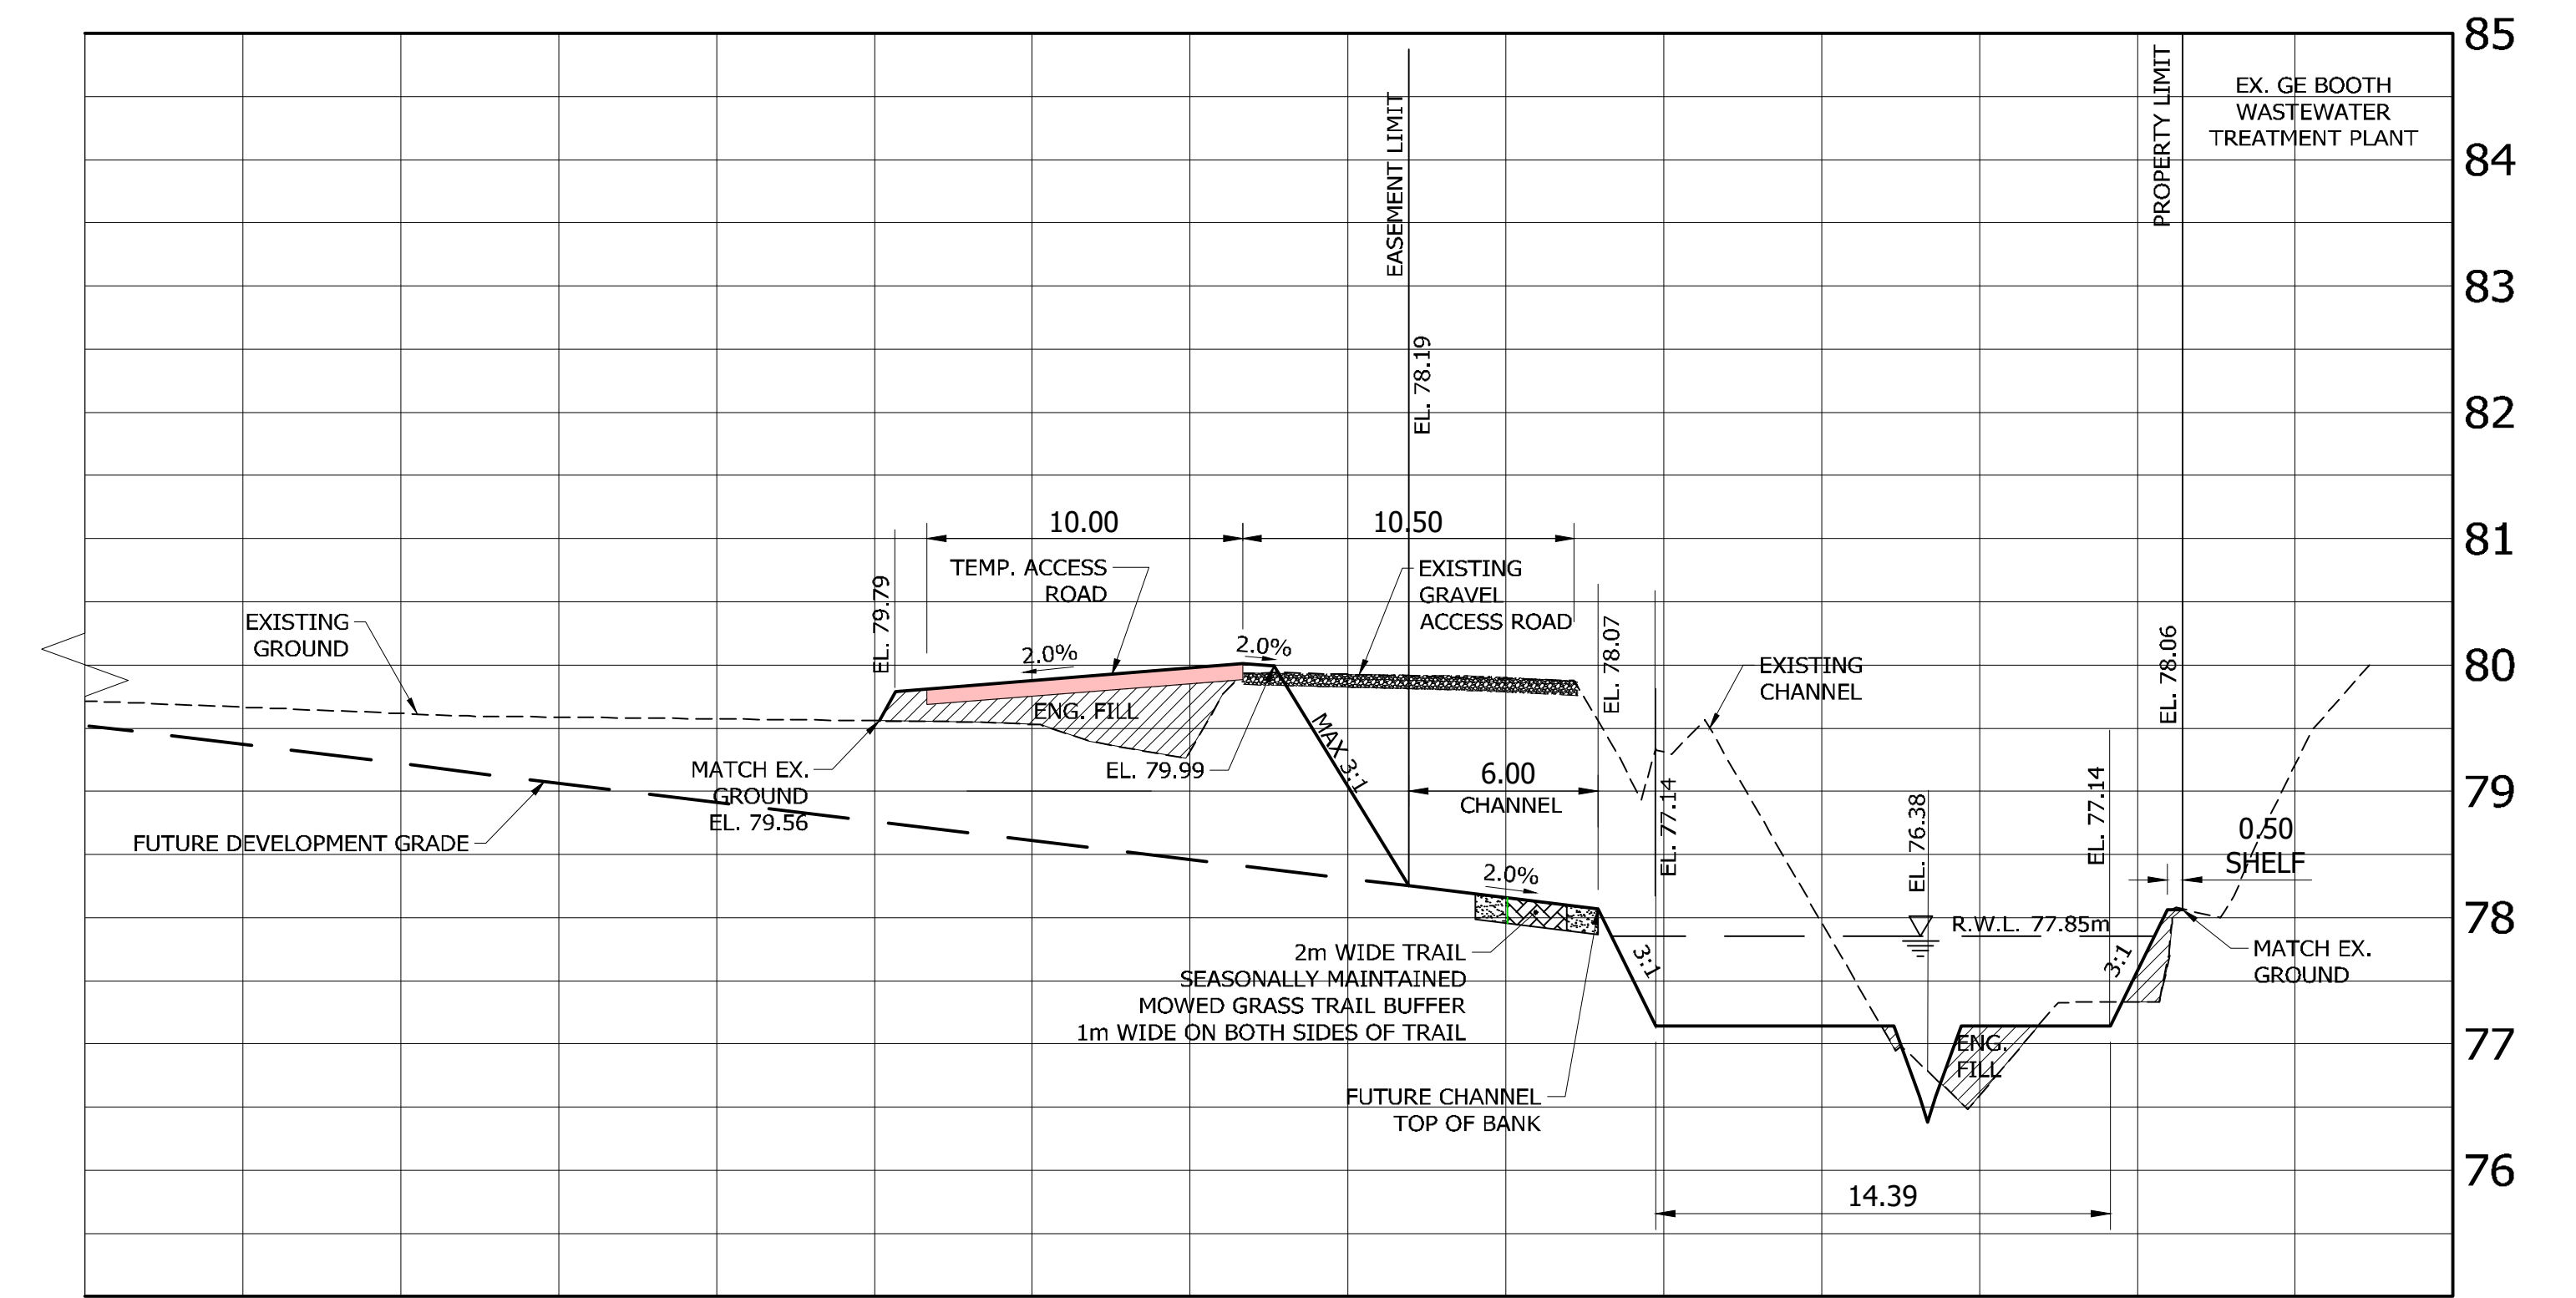 85
84
83
82
81
80
79
78
77
76
EX. GE BOOTH
WASTEWATER
TREATMENT PLANT
PROPERTY LIMIT
EASEMENT LIMIT
EL. 78.19
10.00
10.50
TEMP. ACCESS
ROAD
EXISTING
GRAVEL
ACCESS ROAD
EL. 79.79
EXISTING
GROUND
2.0%
2.0%
EL. 78.07
EL. 78.06
EXISTING
CHANNEL
ENG. FILL
MAX 3:1
MATCH EX.
GROUND
EL. 79.56
EL. 79.99
6.00
CHANNEL
EL. 77.14
EL. 76.38
EL. 77.14
0.50
SHELF
FUTURE DEVELOPMENT GRADE
2.0%
R.W.L. 77.85m
2m WIDE TRAIL
SEASONALLY MAINTAINED
MOWED GRASS TRAIL BUFFER
1m WIDE ON BOTH SIDES OF TRAIL
3:1
3:1
MATCH EX.
GROUND
ENG.
FILL
FUTURE CHANNEL
TOP OF BANK
14.39